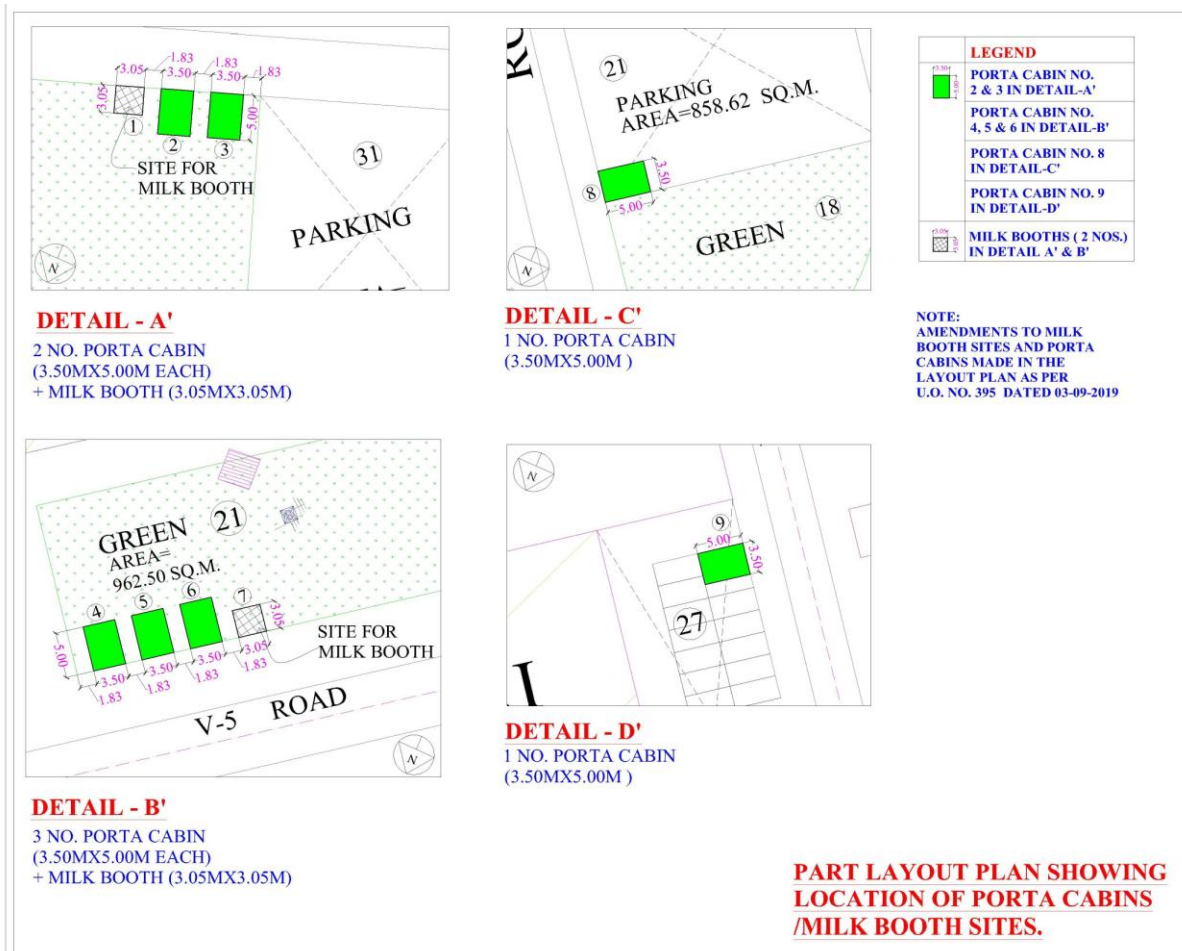 1.83
1.83
3.05
3.50
3.50
1.83
3.05
5.00
1
2
3
SITE FOR
MILK BOOTH
31
PARKING
N
DETAIL - A'
2 NO. PORTA CABIN
(3.50MX5.00M EACH)
+ MILK BOOTH (3.05MX3.05M)
21
PARKING
AREA=858.62 SQ.M.
8
3.50
5.00
GREEN
18
N
DETAIL - C'
1 NO. PORTA CABIN
(3.50MX5.00M )
LEGEND
3.50
5.00
PORTA CABIN NO.
2 & 3 IN DETAIL-A'
PORTA CABIN NO.
4, 5 & 6 IN DETAIL-B'
PORTA CABIN NO. 8
IN DETAIL-C'
PORTA CABIN NO. 9
IN DETAIL-D'
3.05
3.05
MILK BOOTHS ( 2 NOS.)
IN DETAIL A' & B'
NOTE:
AMENDMENTS TO MILK
BOOTH SITES AND PORTA
CABINS MADE IN THE
LAYOUT PLAN AS PER
U.O. NO. 395 DATED 03-09-2019
GREEN 21
AREA=
962.50 SQ.M.
4
5
6
7
3.05
5.00
SITE FOR
MILK BOOTH
3.50
3.50
3.50
3.05
1.83
1.83
1.83
1.83
V-5 ROAD
N
DETAIL - B'
3 NO. PORTA CABIN
(3.50MX5.00M EACH)
+ MILK BOOTH (3.05MX3.05M)
N
9
5.00
3.50
27
DETAIL - D'
1 NO. PORTA CABIN
(3.50MX5.00M )
PART LAYOUT PLAN SHOWING
LOCATION OF PORTA CABINS
/MILK BOOTH SITES.